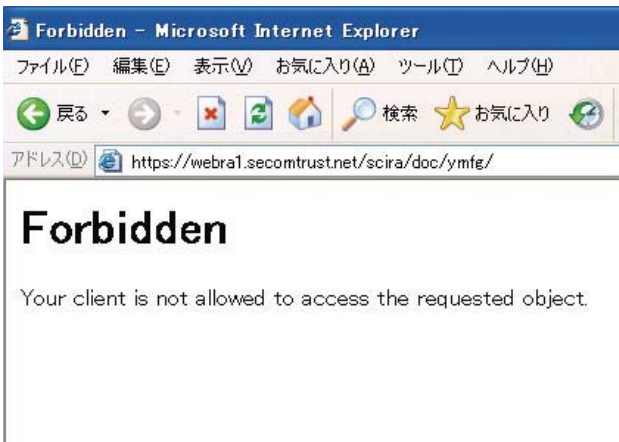 Forbidden - Microsoft Internet Explorer
ファイル(F) 編集(E) 表示(V) お気に入り(A) ツール(T) ヘルプ(H)
戻る 検索 お気に入り
アドレス(D) https://webra1.secomtrust.net/scira/doc/ymfg/
Forbidden
Your client is not allowed to access the requested object.